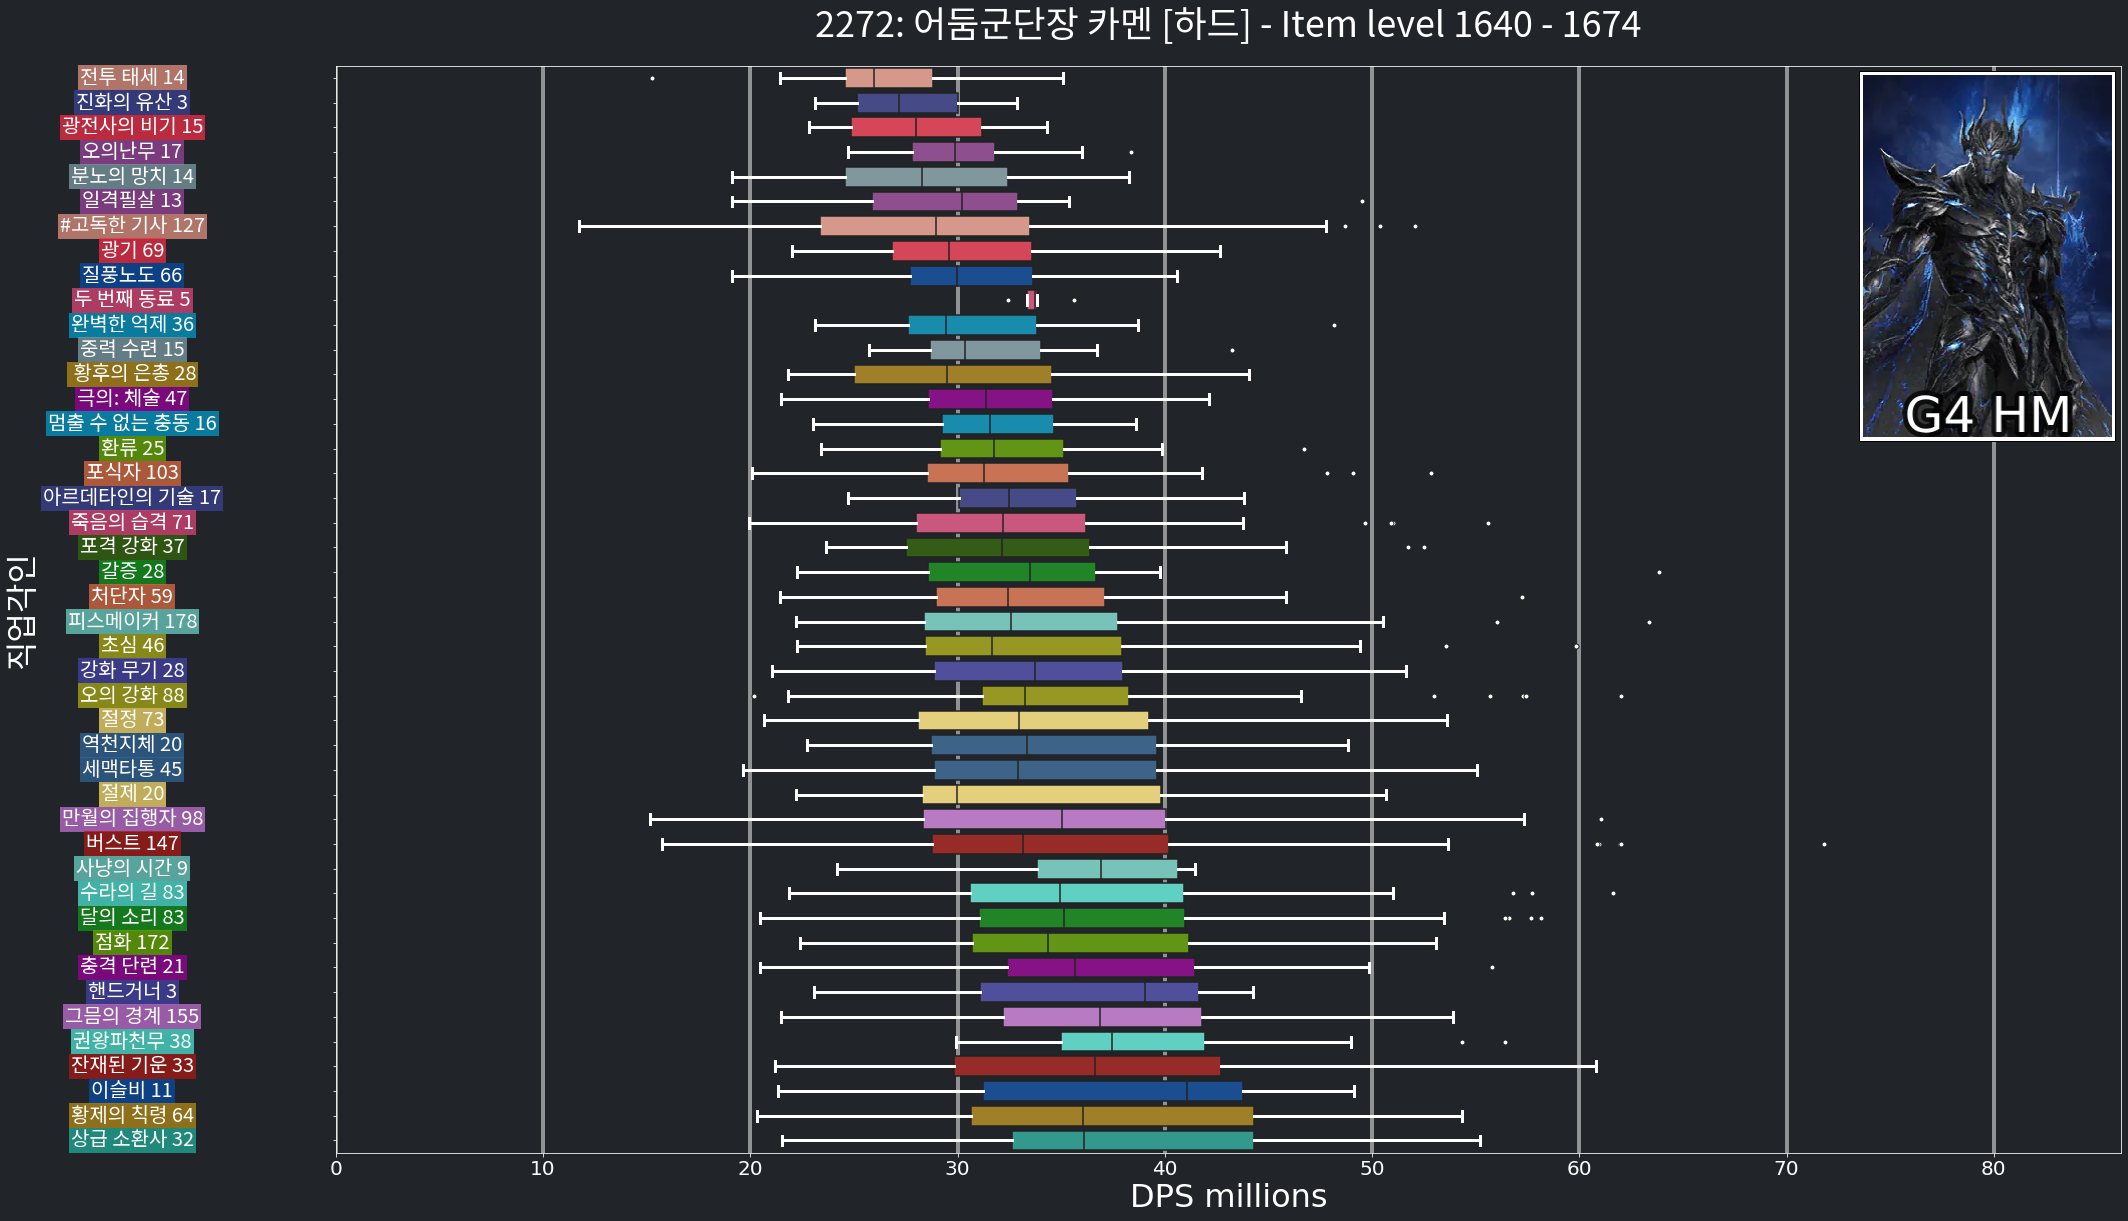 2272: 어둠군단장 카멘 [하드] - Item level 1640 - 1674
전투 태세 14
진화의 유산 3
광전사의 비기 15
오의난무 17
분노의 망치 14
일격필살 13
#고독한 기사 127
광기 69
질풍노도 66
두 번째 동료 5
완벽한 억제 36
중력 수련 15
황후의 은총 28
극의: 체술 47
멈출 수 없는 충동 16
환류 25
포식자 103
아르데타인의 기술 17
죽음의 습격 71
포격 강화 37
갈증 28
처단자 59
피스메이커 178
초심 46
강화 무기 28
오의 강화 88
절정 73
역천지체 20
세맥타통 45
절제 20
만월의 집행자 98
버스트 147
사냥의 시간 9
수라의 길 83
달의 소리 83
점화 172
충격 단련 21
핸드거너 3
그믐의 경계 155
권왕파천무 38
잔재된 기운 33
이슬비 11
황제의 칙령 64
상급 소환사 32
직업각인
G4 HM
0 10 20 30 40 50 60 70 80
DPS millions